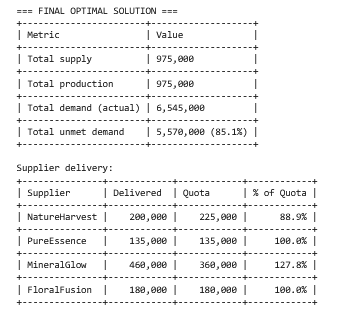 === FINAL OPTIMAL SOLUTION ===
+---------------------+-------------------+
| Metric              | Value             |
+---------------------+-------------------+
| Total supply        | 975,000           |
+---------------------+-------------------+
| Total production    | 975,000           |
+---------------------+-------------------+
| Total demand (actual) | 6,545,000         |
+---------------------+-------------------+
| Total unmet demand  | 5,570,000 (85.1%) |
+---------------------+-------------------+
Supplier delivery:
+---------------+-----------+-----------+------------+
| Supplier      | Delivered | Quota     | % of Quota |
+---------------+-----------+-----------+------------+
| NatureHarvest |   200,000 |   225,000 |      88.9% |
+---------------+-----------+-----------+------------+
| PureEssence   |   135,000 |   135,000 |     100.0% |
+---------------+-----------+-----------+------------+
| MineralGlow   |   460,000 |   360,000 |     127.8% |
+---------------+-----------+-----------+------------+
| FloralFusion  |   180,000 |   180,000 |     100.0% |
+---------------+-----------+-----------+------------+